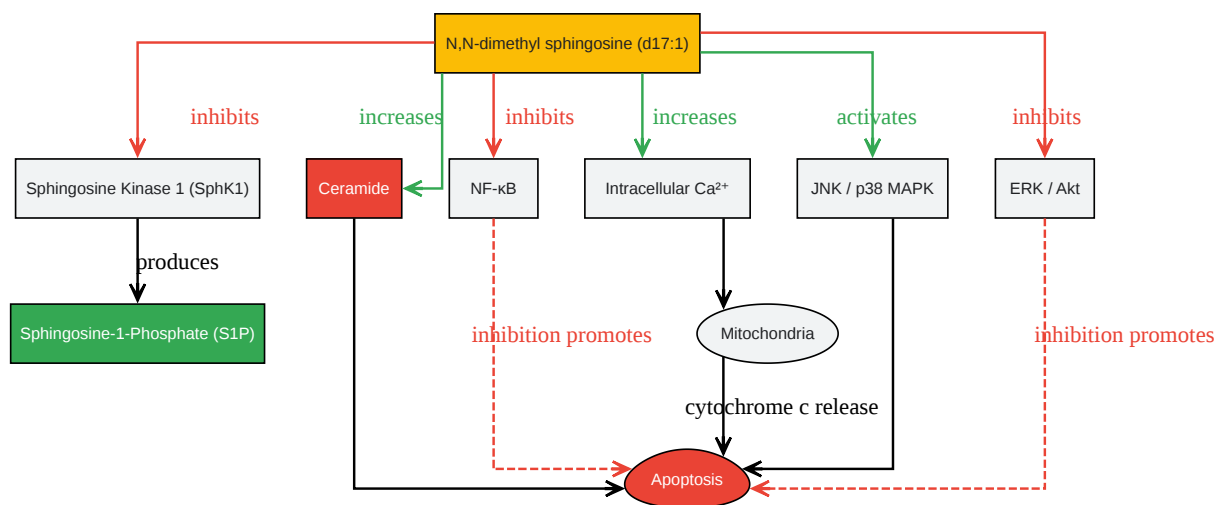 N,N-dimethyl sphingosine (d17:1)
inhibits
increases
inhibits
increases
activates
inhibits
Sphingosine Kinase 1 (SphK1)
Ceramide
NF-κB
Intracellular Ca²⁺
JNK / p38 MAPK
ERK / Akt
produces
Sphingosine-1-Phosphate (S1P)
inhibition promotes
Mitochondria
inhibition promotes
cytochrome c release
Apoptosis